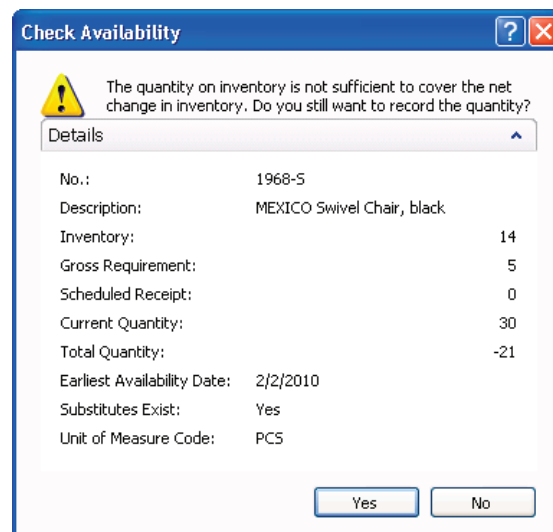 Check Availability
The quantity on inventory is not sufficient to cover the net
change in inventory. Do you still want to record the quantity?
Details
No.: 1968-S
Description: MEXICO Swivel Chair, black
Inventory: 14
Gross Requirement: 5
Scheduled Receipt: 0
Current Quantity: 30
Total Quantity: -21
Earliest Availability Date: 2/2/2010
Substitutes Exist: Yes
Unit of Measure Code: PCS
Yes No